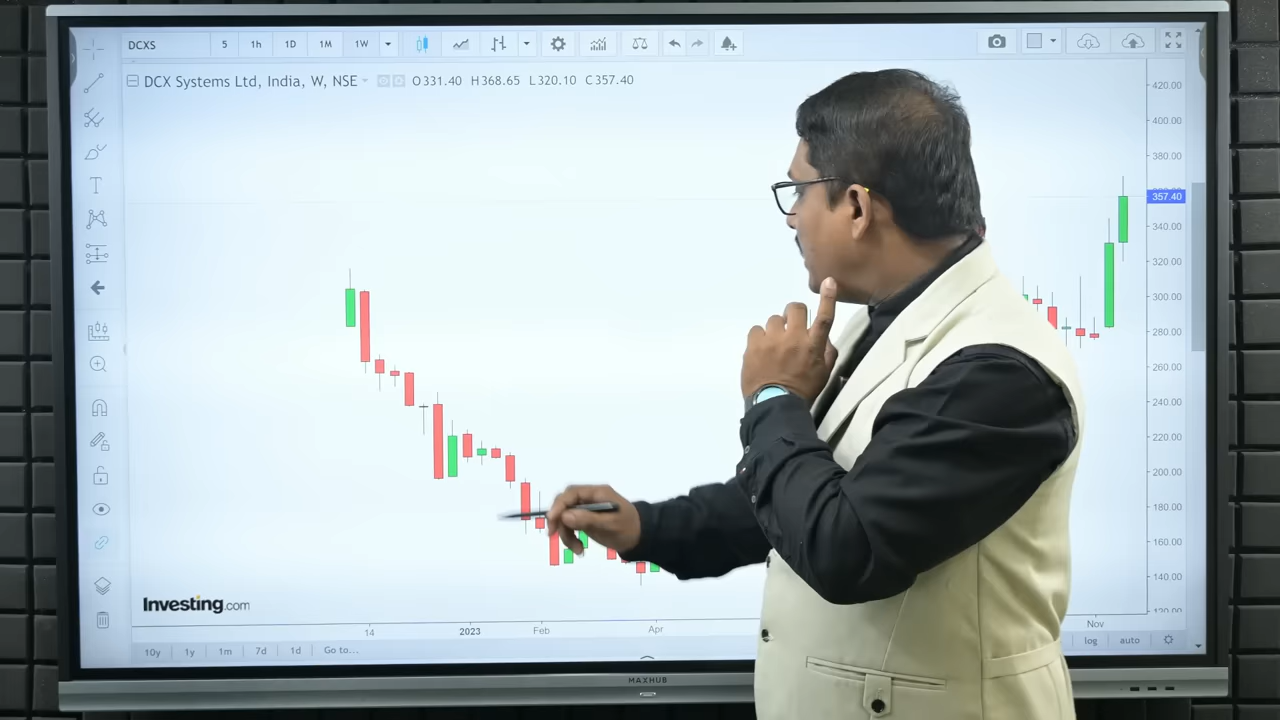 DCXS 5 1h 1D 1M 1W
DCX Systems Ltd, India, W, NSE O331.40 H368.65 L320.10 C357.40
420.00
400.00
380.00
357.40
340.00
320.00
300.00
280.00
260.00
240.00
220.00
200.00
180.00
160.00
140.00
Investing.com
14 2023 Feb Apr Nov
10y 1y 1m 7d 1d Go to... log auto
MAXHUB